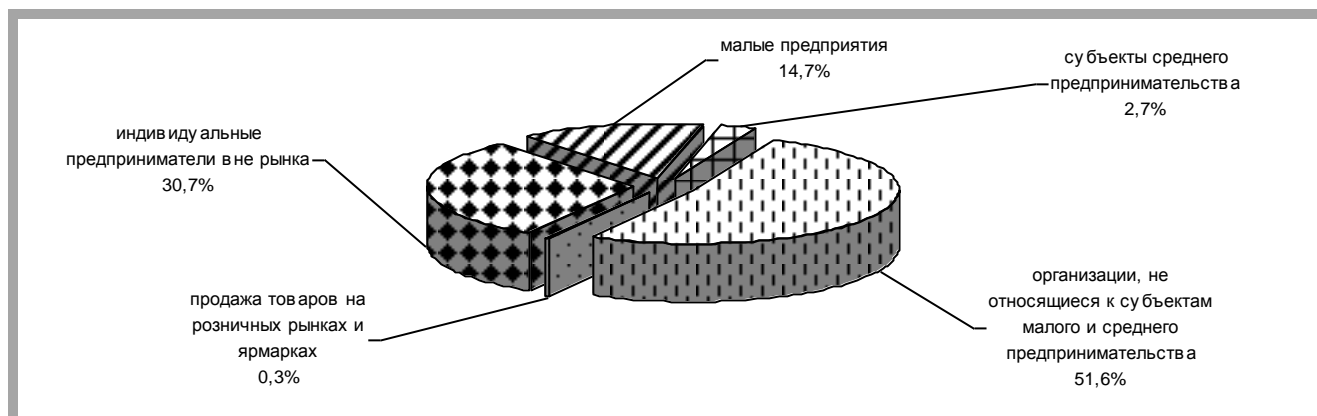 малые предприятия
14,7%
субъекты среднего
предпринимательства
2,7%
индивидуальные
предприниматели вне рынка
30,7%
продажа товаров на
розничных рынках и
ярмарках
0,3%
организации, не
относящиеся к субъектам
малого и среднего
предпринимательства
51,6%